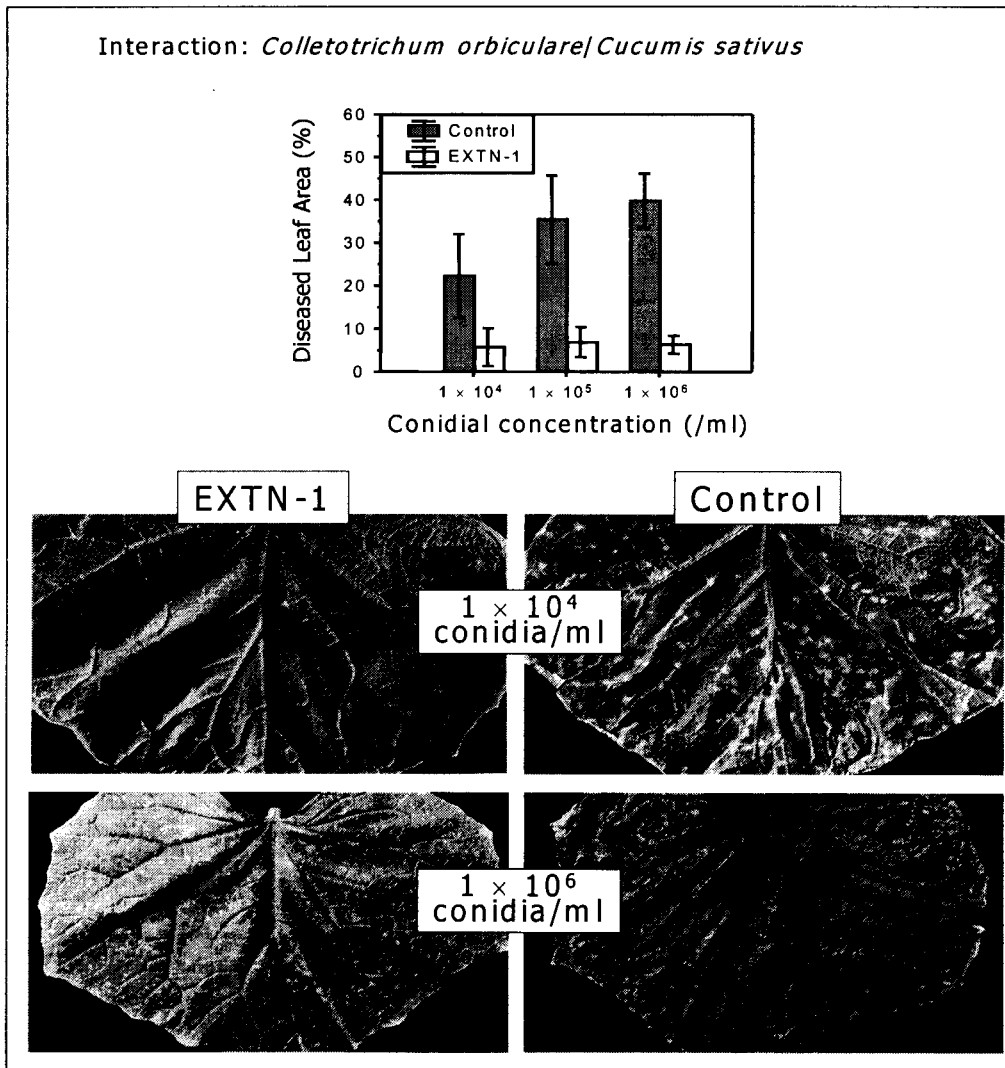 Interaction: Colletotrichum orbiculare/Cucumis sativus
Diseased Leaf Area (%)
60
50
40
30
20
10
0
Control
EXTN-1
1 × 10⁴
1 × 10⁵
1 × 10⁶
Conidial concentration (/ml)
EXTN-1
Control
1 × 10⁴
conidia/ml
1 × 10⁶
conidia/ml